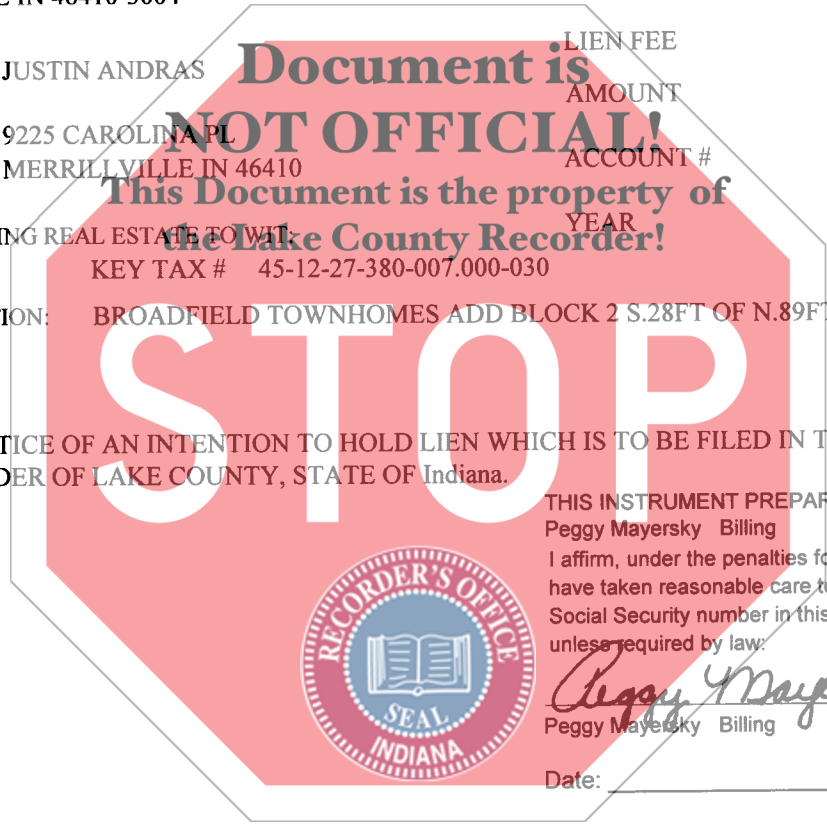 LIEN FEE
JUSTIN ANDRAS
Document is
AMOUNT
NOT OFFICIAL!
9225 CAROLINA PL
ACCOUNT #
MERRILLVILLE IN 46410
This Document is the property of
YEAR
NG REAL ESTATE TO WIT:
the Lake County Recorder!
KEY TAX # 45-12-27-380-007.000-030
ION: BROADFIELD TOWNHOMES ADD BLOCK 2 S.28FT OF N.89FT
STOP
TICE OF AN INTENTION TO HOLD LIEN WHICH IS TO BE FILED IN T
DER OF LAKE COUNTY, STATE OF Indiana.
THIS INSTRUMENT PREPAR
Peggy Mayersky Billing
I affirm, under the penalties fo
have taken reasonable care t
Social Security number in this
unless required by law:
RECORDER'S OFFICE
SEAL
INDIANA
Peggy Maye
Peggy Mayersky Billing
Date: